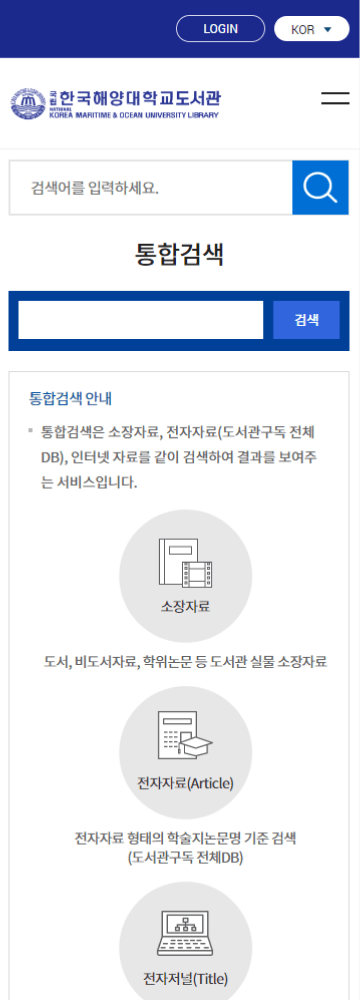 LOGIN
KOR
국립 한국해양대학교도서관
NATIONAL
KOREA MARITIME & OCEAN UNIVERSITY LIBRARY
검색어를 입력하세요.
통합검색
검색
통합검색 안내
통합검색은 소장자료, 전자자료(도서관구독 전체
DB), 인터넷 자료를 같이 검색하여 결과를 보여주
는 서비스입니다.
소장자료
도서, 비도서자료, 학위논문 등 도서관 실물 소장자료
전자자료(Article)
전자자료 형태의 학술지논문명 기준 검색
(도서관구독 전체DB)
전자저널(Title)